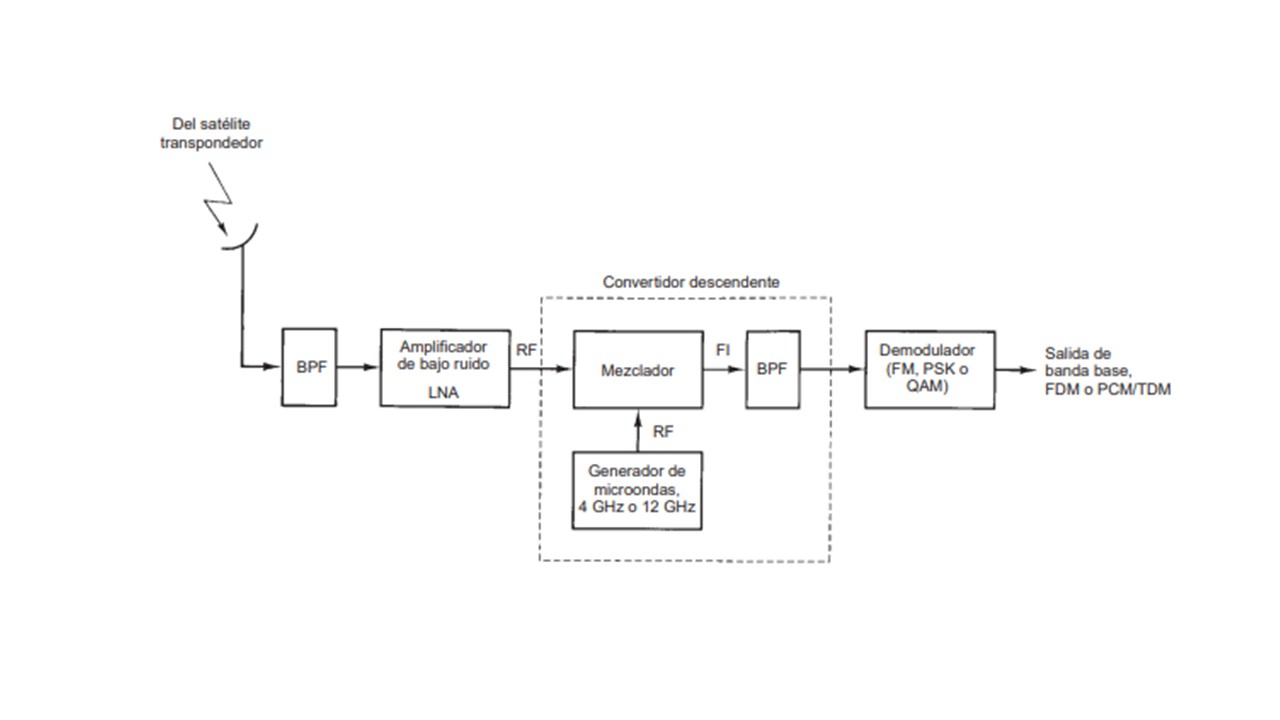 Del satélite
transpondedor
Convertidor descendente
BPF
Amplificador
de bajo ruido
LNA
RF
Mezclador
FI
BPF
Demodulador
(FM, PSK o
QAM)
Salida de
banda base,
FDM o PCM/TDM
RF
Generador de
microondas,
4 GHz o 12 GHz